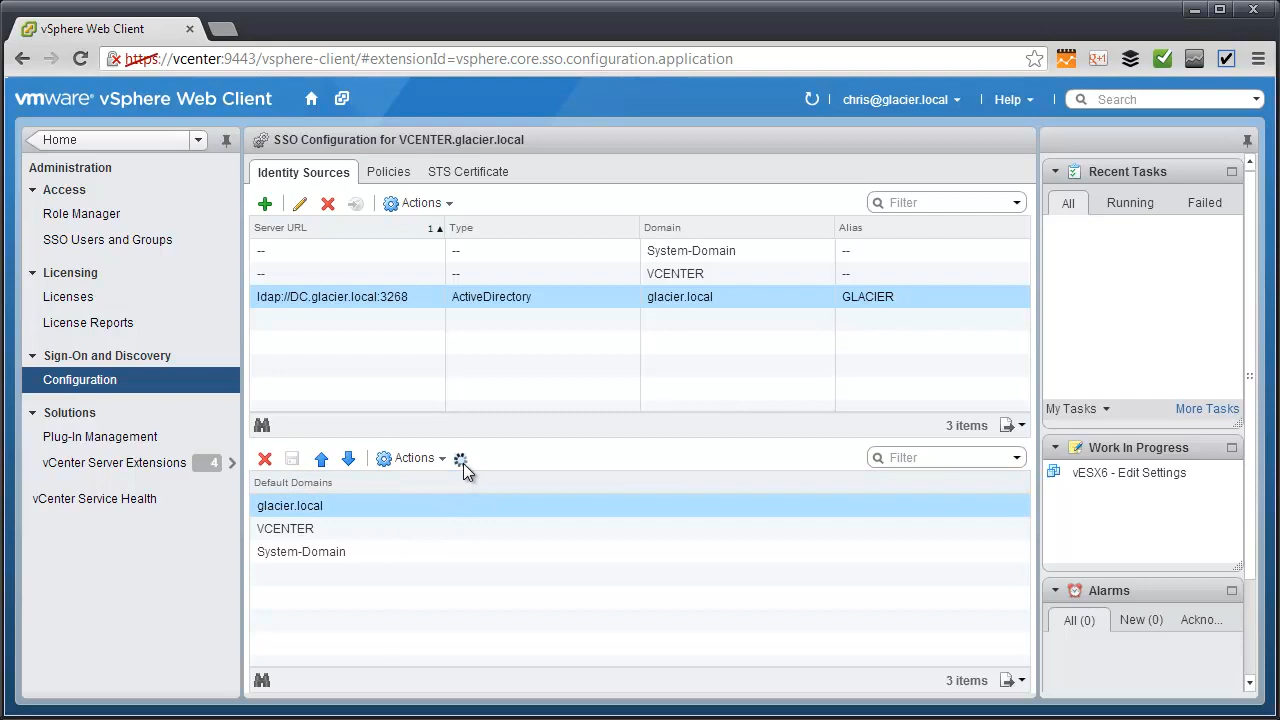 vSphere Web Client
https://vcenter:9443/vsphere-client/#extensionId=vsphere.core.sso.configuration.application
vmware® vSphere Web Client
chris@glacier.local
Help
Search
Home
SSO Configuration for VCENTER.glacier.local
Administration
Access
Role Manager
SSO Users and Groups
Licensing
Licenses
License Reports
Sign-On and Discovery
Configuration
Solutions
Plug-In Management
vCenter Server Extensions 4
vCenter Service Health
Identity Sources Policies STS Certificate
Actions Filter
Server URL 1 ▲ Type Domain Alias
-- -- System-Domain --
-- -- VCENTER --
ldap://DC.glacier.local:3268 ActiveDirectory glacier.local GLACIER
3 items
Actions Filter
Default Domains
glacier.local
VCENTER
System-Domain
3 items
Recent Tasks
All Running Failed
My Tasks More Tasks
Work In Progress
vESX6 - Edit Settings
Alarms
All (0) New (0) Ackno...